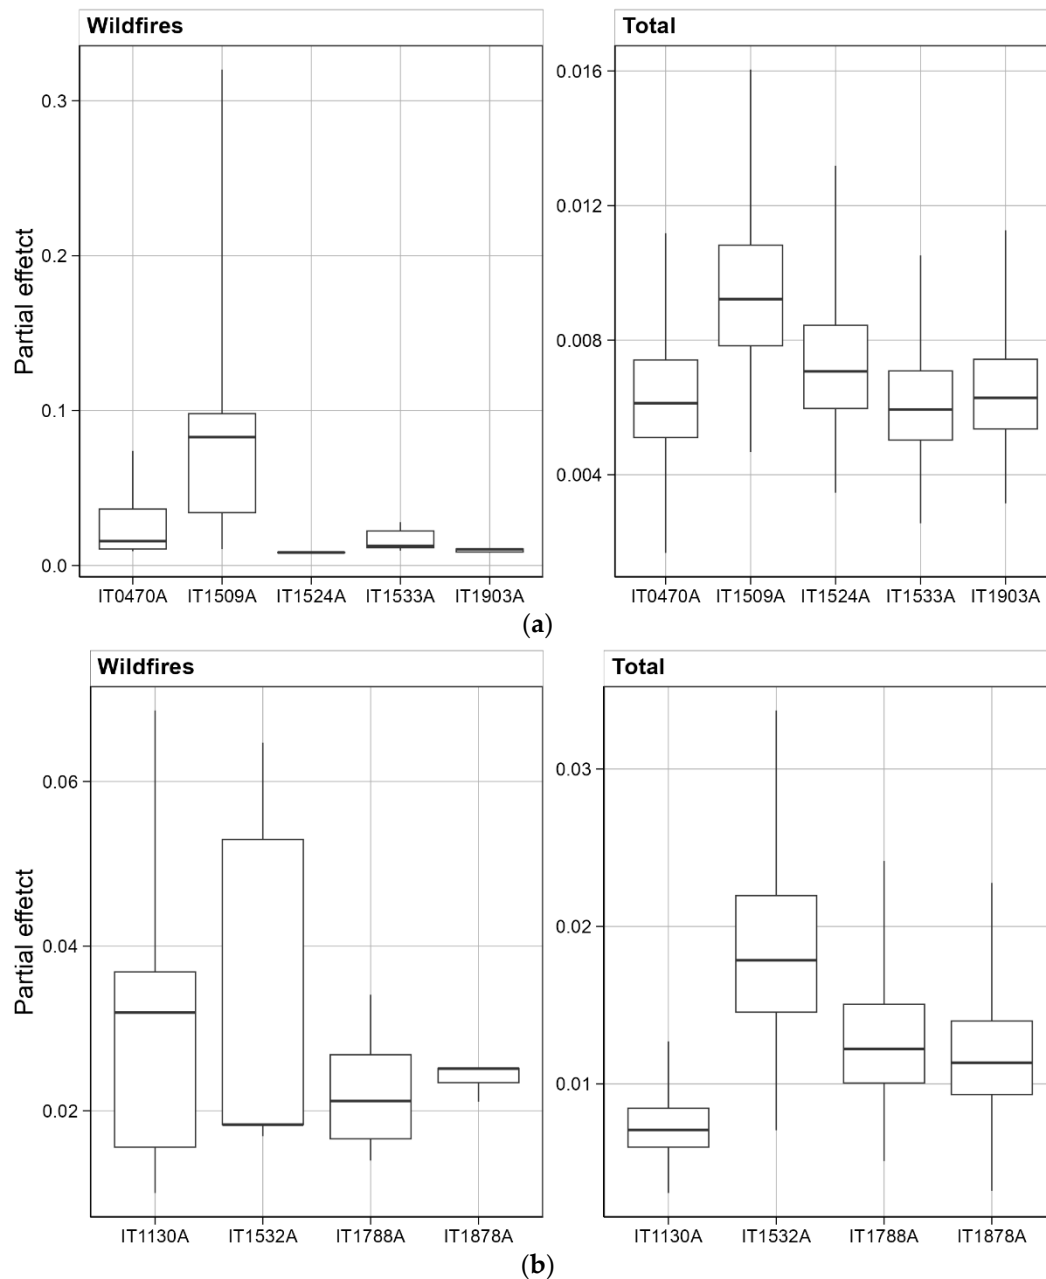 Wildfires
Total
Partial effetct
0.3
0.2
0.1
0.0
0.016
0.012
0.008
0.004
IT0470A IT1509A IT1524A IT1533A IT1903A
IT0470A IT1509A IT1524A IT1533A IT1903A
(a)
Wildfires
Total
Partial effetct
0.06
0.04
0.02
0.03
0.02
0.01
IT1130A IT1532A IT1788A IT1878A
IT1130A IT1532A IT1788A IT1878A
(b)